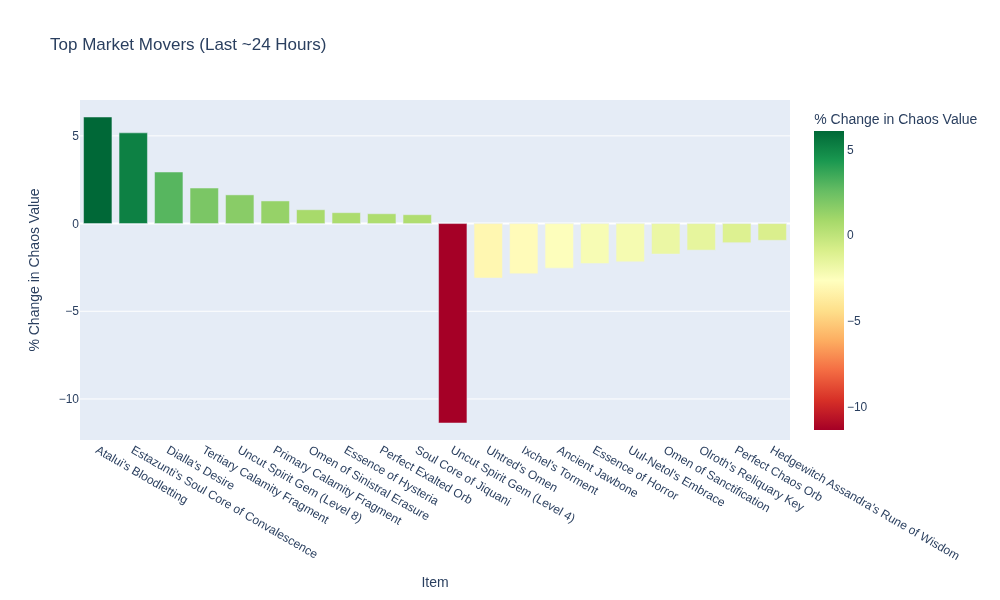 Top Market Movers (Last ~24 Hours)
% Change in Chaos Value
5
0
−5
−10
% Change in Chaos Value
5
0
−5
−10
Atalui's Bloodletting
Estazunti's Soul Core of Convalescence
Dialla's Desire
Tertiary Calamity Fragment
Uncut Spirit Gem (Level 8)
Primary Calamity Fragment
Omen of Sinistral Erasure
Essence of Hysteria
Perfect Exalted Orb
Soul Core of Jiquani
Uncut Spirit Gem (Level 4)
Uhtred's Omen
Ixchel's Torment
Ancient Jawbone
Essence of Horror
Uul-Netol's Embrace
Omen of Sanctification
Olroth's Reliquary Key
Perfect Chaos Orb
Hedgewitch Assandra's Rune of Wisdom
Item